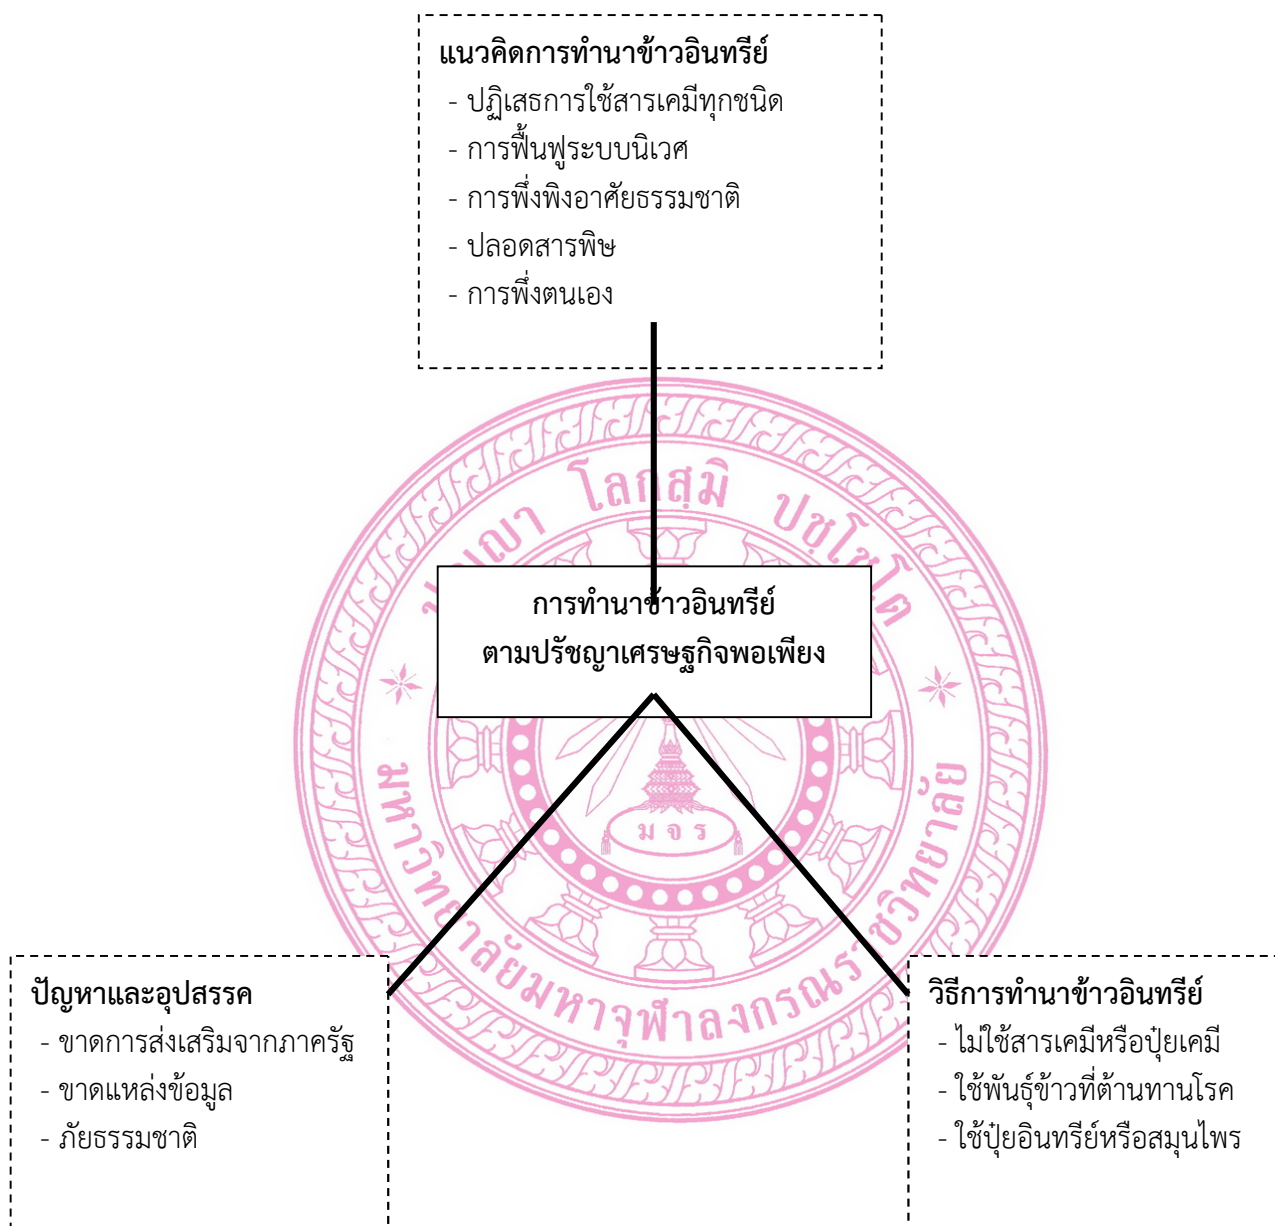 แนวคิดการทำนาข้าวอินทรีย์
- ปฏิเสธการใช้สารเคมีทุกชนิด
- การฟื้นฟูระบบนิเวศ
- การพึ่งพิงอาศัยธรรมชาติ
- ปลอดสารพิษ
- การพึ่งตนเอง
โลกสฺมิ ปชฺโชโต
การทำนาข้าวอินทรีย์
ตามปรัชญาเศรษฐกิจพอเพียง
ม จ ร
มหาวิทยาลัยมหาจุฬาลงกรณราชวิทยาลัย
ปัญหาและอุปสรรค
- ขาดการส่งเสริมจากภาครัฐ
- ขาดแหล่งข้อมูล
- ภัยธรรมชาติ
วิธีการทำนาข้าวอินทรีย์
- ไม่ใช้สารเคมีหรือปุ๋ยเคมี
- ใช้พันธุ์ข้าวที่ต้านทานโรค
- ใช้ปุ๋ยอินทรีย์หรือสมุนไพร